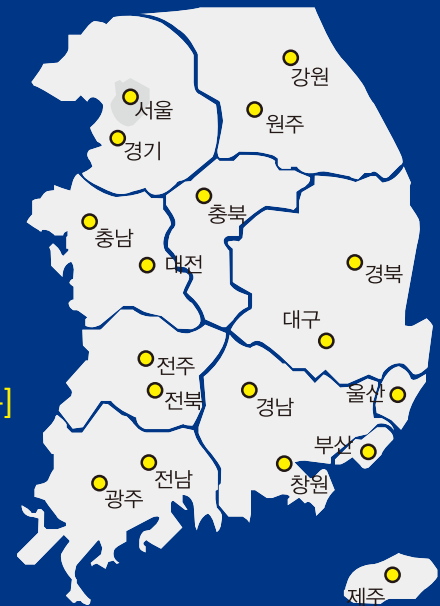 강원
서울
원주
경기
충북
충남
대전
경북
대구
전주
울산
전북
경남
부산
전남
창원
광주
제주
]